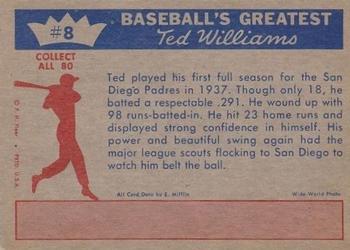 #8
BASEBALL'S GREATEST
Ted Williams
COLLECT
ALL 80
Ted played his first full season for the San
Diego Padres in 1937. Though only 18, he
batted a respectable .291. He wound up with
98 runs-batted-in. He hit 23 home runs and
displayed strong confidence in himself. His
power and beautiful swing again had the
major league scouts flocking to San Diego to
watch him belt the ball.
All Card Data by E. Mifflin
Wide World Photo